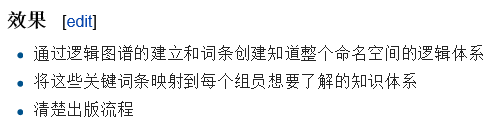 效果 [edit]
通过逻辑图谱的建立和词条创建知道整个命名空间的逻辑体系
将这些关键词条映射到每个组员想要了解的知识体系
清楚出版流程